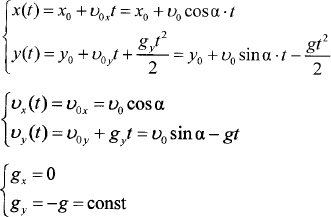 x(t) = x₀ + υ₀ₓt = x₀ + υ₀ cos α · t
y(t) = y₀ + υ₀ᵧt + gᵧt²/2 = y₀ + υ₀ sin α · t − gt²/2
υₓ(t) = υ₀ₓ = υ₀ cos α
υᵧ(t) = υ₀ᵧ + gᵧt = υ₀ sin α − gt
gₓ = 0
gᵧ = −g = const